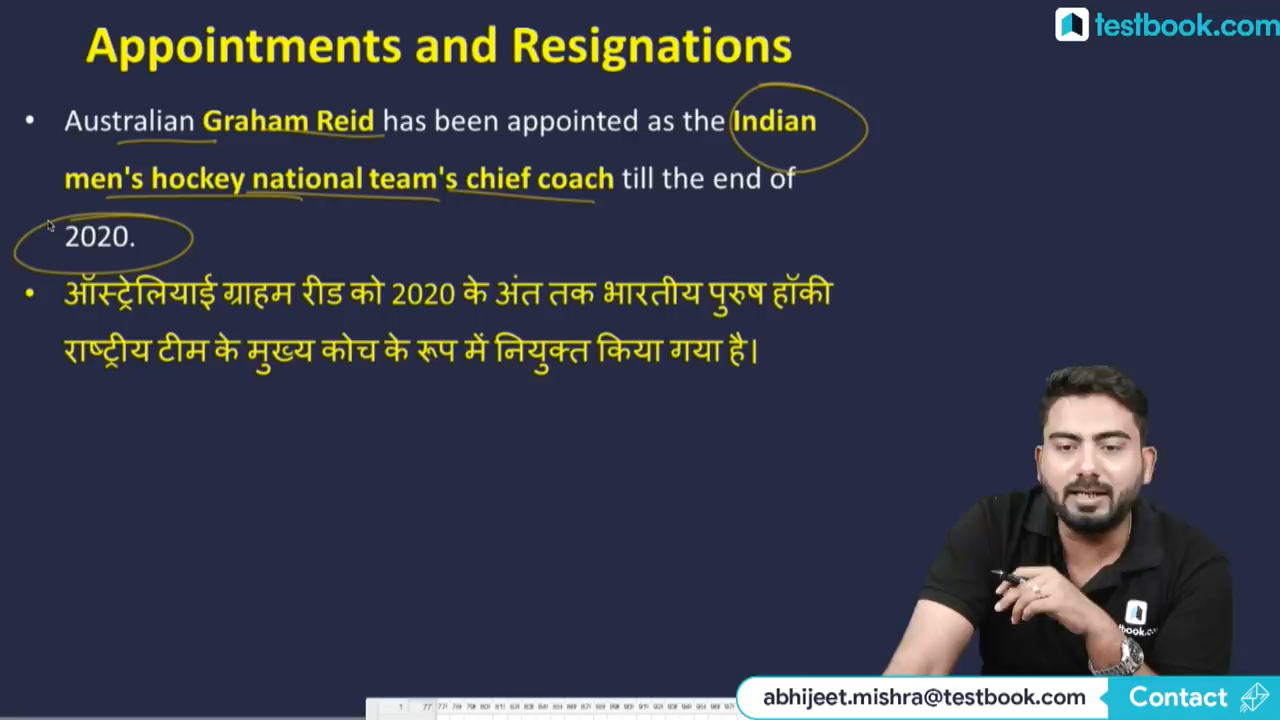 Appointments and Resignations
testbook.com
• Australian Graham Reid has been appointed as the Indian
men's hockey national team's chief coach till the end of
2020.
• ऑस्ट्रेलियाई ग्राहम रीड को 2020 के अंत तक भारतीय पुरुष हॉकी
राष्ट्रीय टीम के मुख्य कोच के रूप में नियुक्त किया गया है।
abhijeet.mishra@testbook.com
Contact